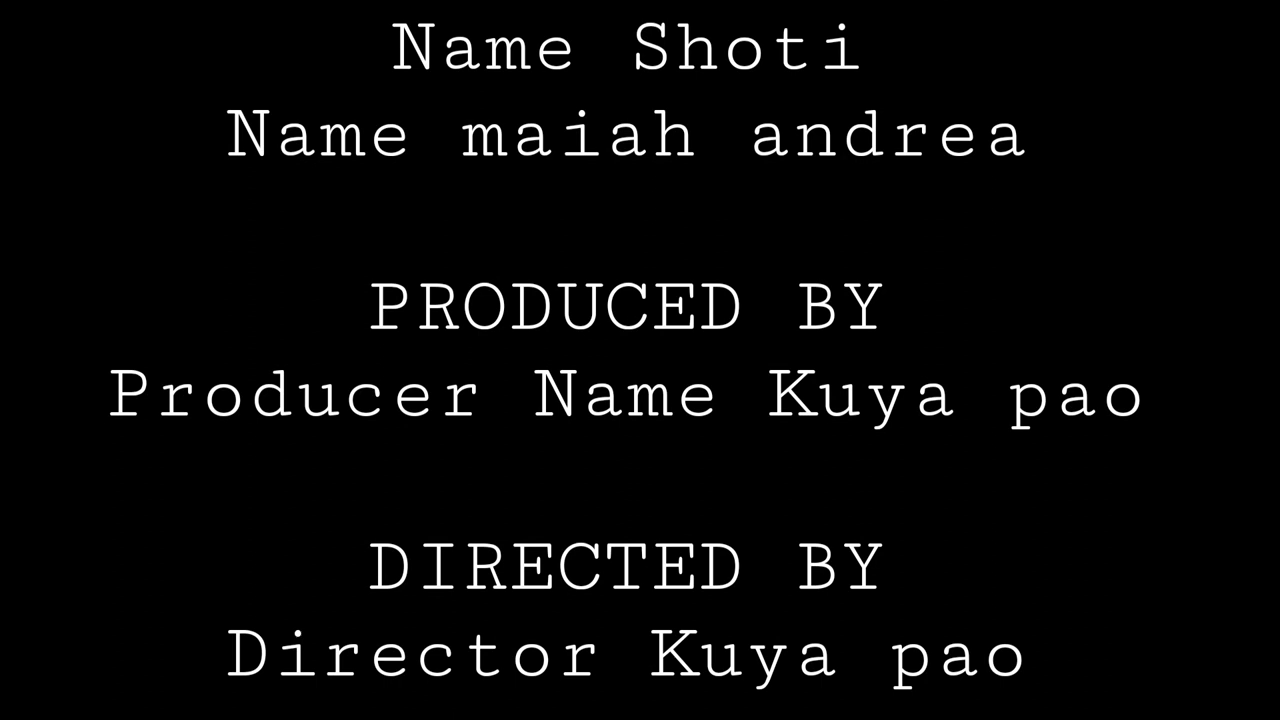 Name Shoti
Name maiah andrea
PRODUCED BY
Producer Name Kuya pao
DIRECTED BY
Director Kuya pao